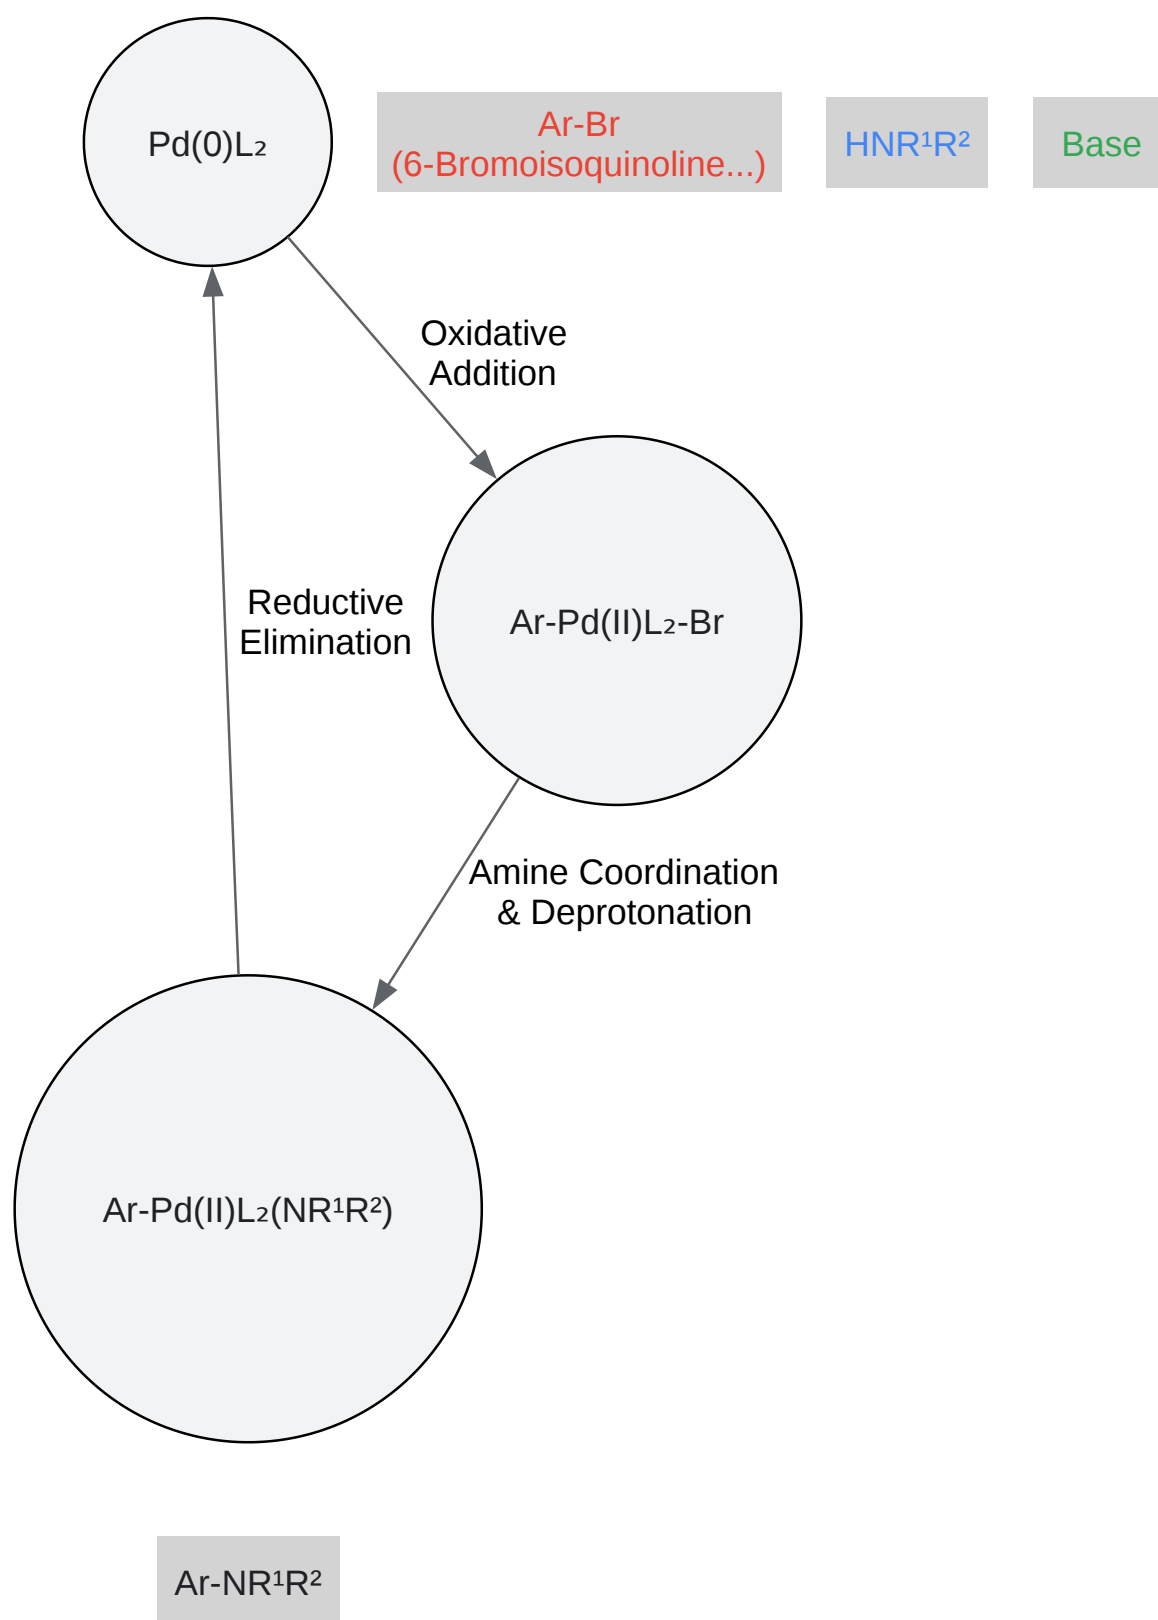 Pd(0)L₂
Ar-Br
(6-Bromoisoquinoline...)
HNR¹R²
Base
Oxidative
Addition
Reductive
Elimination
Ar-Pd(II)L₂-Br
Amine Coordination
& Deprotonation
Ar-Pd(II)L₂(NR¹R²)
Ar-NR¹R²